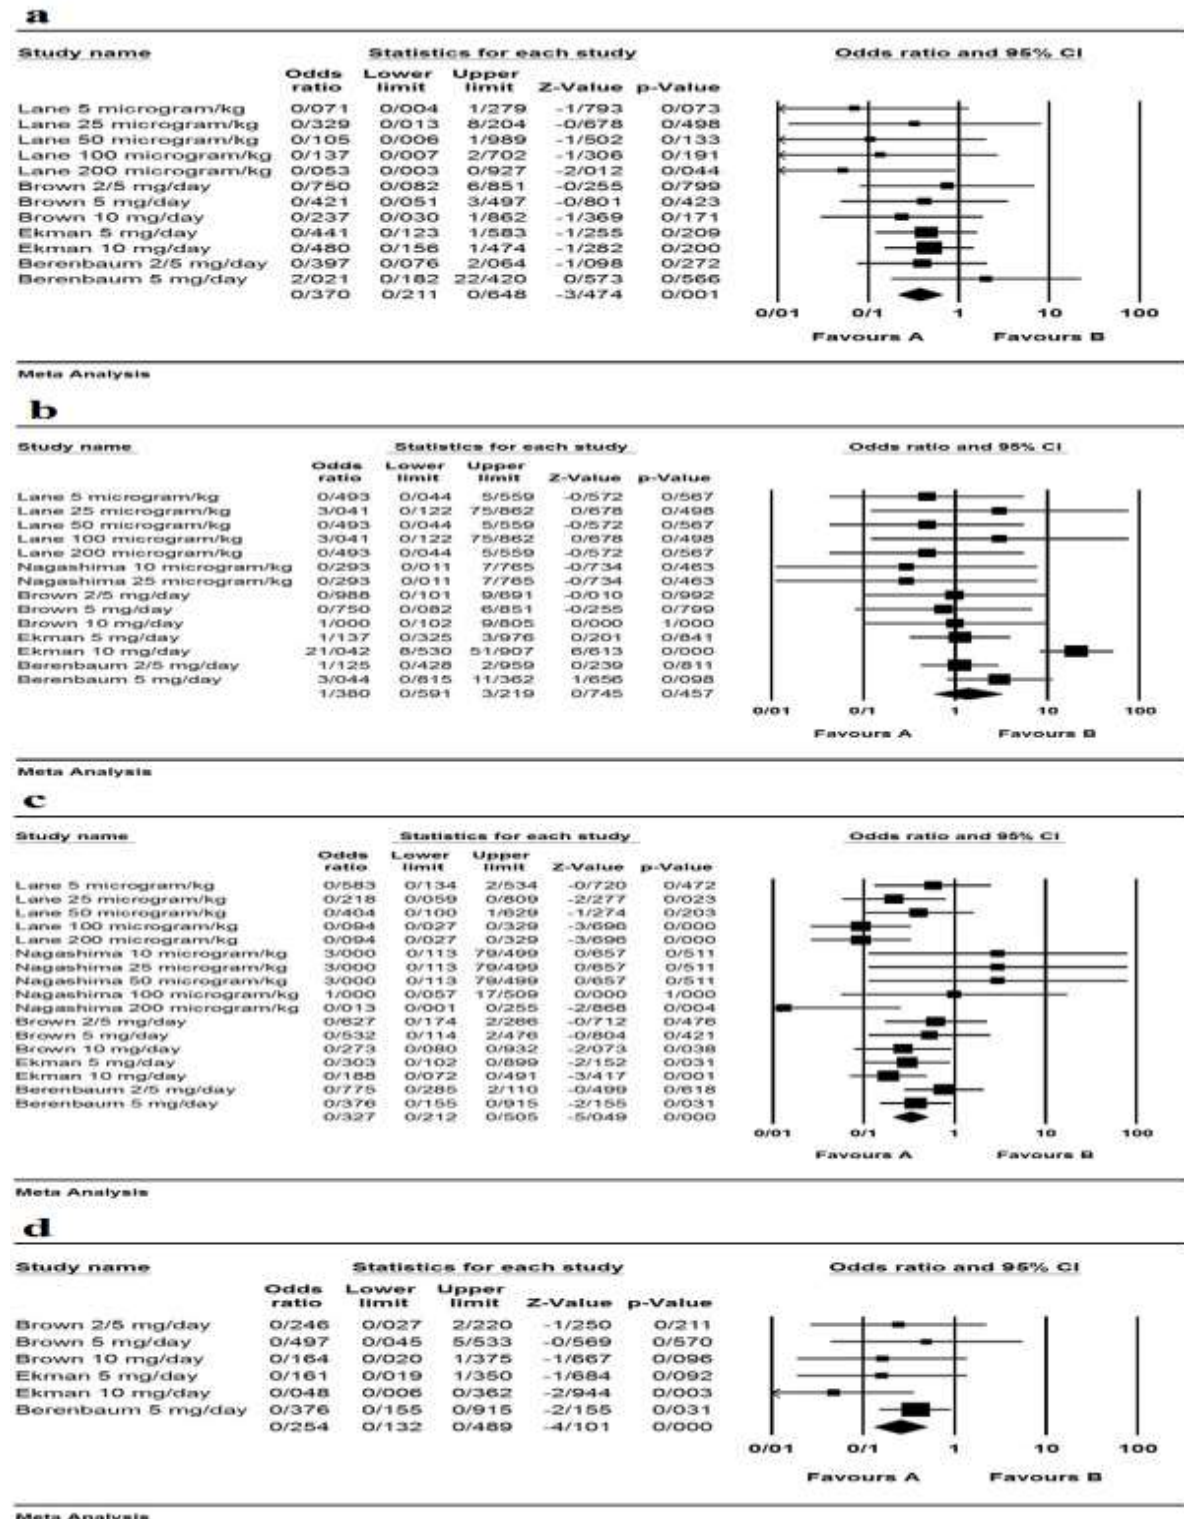 a
Study name Statistics for each study Odds ratio and 95% CI
Odds ratio Lower limit Upper limit Z-Value p-Value
Lane 5 microgram/kg 0/071 0/004 1/279 -1/793 0/073
Lane 25 microgram/kg 0/329 0/013 8/204 -0/678 0/498
Lane 50 microgram/kg 0/105 0/006 1/989 -1/502 0/133
Lane 100 microgram/kg 0/137 0/007 2/702 -1/306 0/191
Lane 200 microgram/kg 0/053 0/003 0/927 -2/012 0/044
Brown 2/5 mg/day 0/750 0/082 6/851 -0/255 0/799
Brown 5 mg/day 0/421 0/051 3/497 -0/801 0/423
Brown 10 mg/day 0/237 0/030 1/862 -1/369 0/171
Ekman 5 mg/day 0/441 0/123 1/583 -1/255 0/209
Ekman 10 mg/day 0/480 0/156 1/474 -1/282 0/200
Berenbaum 2/5 mg/day 0/397 0/076 2/064 -1/098 0/272
Berenbaum 5 mg/day 2/021 0/182 22/420 0/573 0/566
0/370 0/211 0/648 -3/474 0/001
0/01 0/1 1 10 100
Favours A Favours B
Meta Analysis
b
Study name Statistics for each study Odds ratio and 95% CI
Odds ratio Lower limit Upper limit Z-Value p-Value
Lane 5 microgram/kg 0/493 0/044 5/559 -0/572 0/567
Lane 25 microgram/kg 3/041 0/122 75/862 0/678 0/498
Lane 50 microgram/kg 0/493 0/044 5/559 -0/572 0/567
Lane 100 microgram/kg 3/041 0/122 75/862 0/678 0/498
Lane 200 microgram/kg 0/493 0/044 5/559 -0/572 0/567
Nagashima 10 microgram/kg 0/293 0/011 7/765 -0/734 0/463
Nagashima 25 microgram/kg 0/293 0/011 7/765 -0/734 0/463
Brown 2/5 mg/day 0/988 0/101 9/691 -0/010 0/992
Brown 5 mg/day 0/750 0/082 6/851 -0/255 0/799
Brown 10 mg/day 1/000 0/102 9/805 0/000 1/000
Ekman 5 mg/day 1/137 0/325 3/976 0/201 0/841
Ekman 10 mg/day 21/042 8/530 51/907 6/613 0/000
Berenbaum 2/5 mg/day 1/125 0/428 2/959 0/239 0/811
Berenbaum 5 mg/day 3/044 0/815 11/362 1/656 0/098
1/380 0/591 3/219 0/745 0/457
0/01 0/1 1 10 100
Favours A Favours B
Meta Analysis
c
Study name Statistics for each study Odds ratio and 95% CI
Odds ratio Lower limit Upper limit Z-Value p-Value
Lane 5 microgram/kg 0/583 0/134 2/534 -0/720 0/472
Lane 25 microgram/kg 0/218 0/059 0/809 -2/277 0/023
Lane 50 microgram/kg 0/404 0/100 1/629 -1/274 0/203
Lane 100 microgram/kg 0/094 0/027 0/329 -3/696 0/000
Lane 200 microgram/kg 0/094 0/027 0/329 -3/696 0/000
Nagashima 10 microgram/kg 3/000 0/113 79/499 0/657 0/511
Nagashima 25 microgram/kg 3/000 0/113 79/499 0/657 0/511
Nagashima 50 microgram/kg 3/000 0/113 79/499 0/657 0/511
Nagashima 100 microgram/kg 1/000 0/057 17/509 0/000 1/000
Nagashima 200 microgram/kg 0/013 0/001 0/255 -2/868 0/004
Brown 2/5 mg/day 0/627 0/174 2/266 -0/712 0/476
Brown 5 mg/day 0/532 0/114 2/476 -0/804 0/421
Brown 10 mg/day 0/273 0/080 0/932 -2/073 0/038
Ekman 5 mg/day 0/303 0/102 0/899 -2/152 0/031
Ekman 10 mg/day 0/188 0/072 0/491 -3/417 0/001
Berenbaum 2/5 mg/day 0/775 0/285 2/110 -0/499 0/618
Berenbaum 5 mg/day 0/376 0/155 0/915 -2/155 0/031
0/327 0/212 0/505 -5/049 0/000
0/01 0/1 1 10 100
Favours A Favours B
Meta Analysis
d
Study name Statistics for each study Odds ratio and 95% CI
Odds ratio Lower limit Upper limit Z-Value p-Value
Brown 2/5 mg/day 0/246 0/027 2/220 -1/250 0/211
Brown 5 mg/day 0/497 0/045 5/533 -0/569 0/570
Brown 10 mg/day 0/164 0/020 1/375 -1/667 0/096
Ekman 5 mg/day 0/161 0/019 1/350 -1/684 0/092
Ekman 10 mg/day 0/048 0/006 0/362 -2/944 0/003
Berenbaum 5 mg/day 0/376 0/155 0/915 -2/155 0/031
0/254 0/132 0/489 -4/101 0/000
0/01 0/1 1 10 100
Favours A Favours B
Meta Analysis